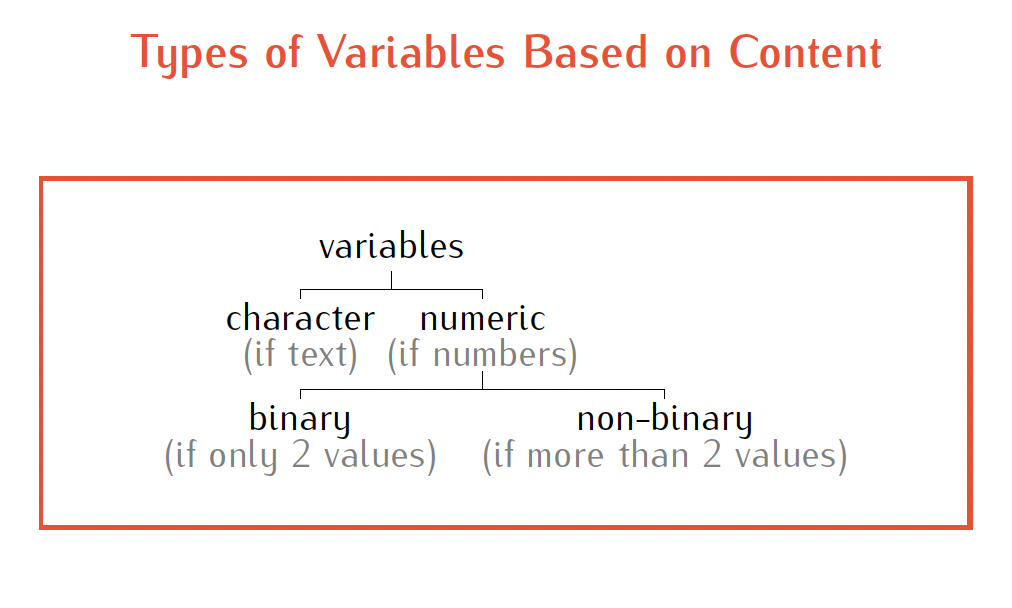 Types of Variables Based on Content
variables
character numeric
(if text) (if numbers)
binary non-binary
(if only 2 values) (if more than 2 values)